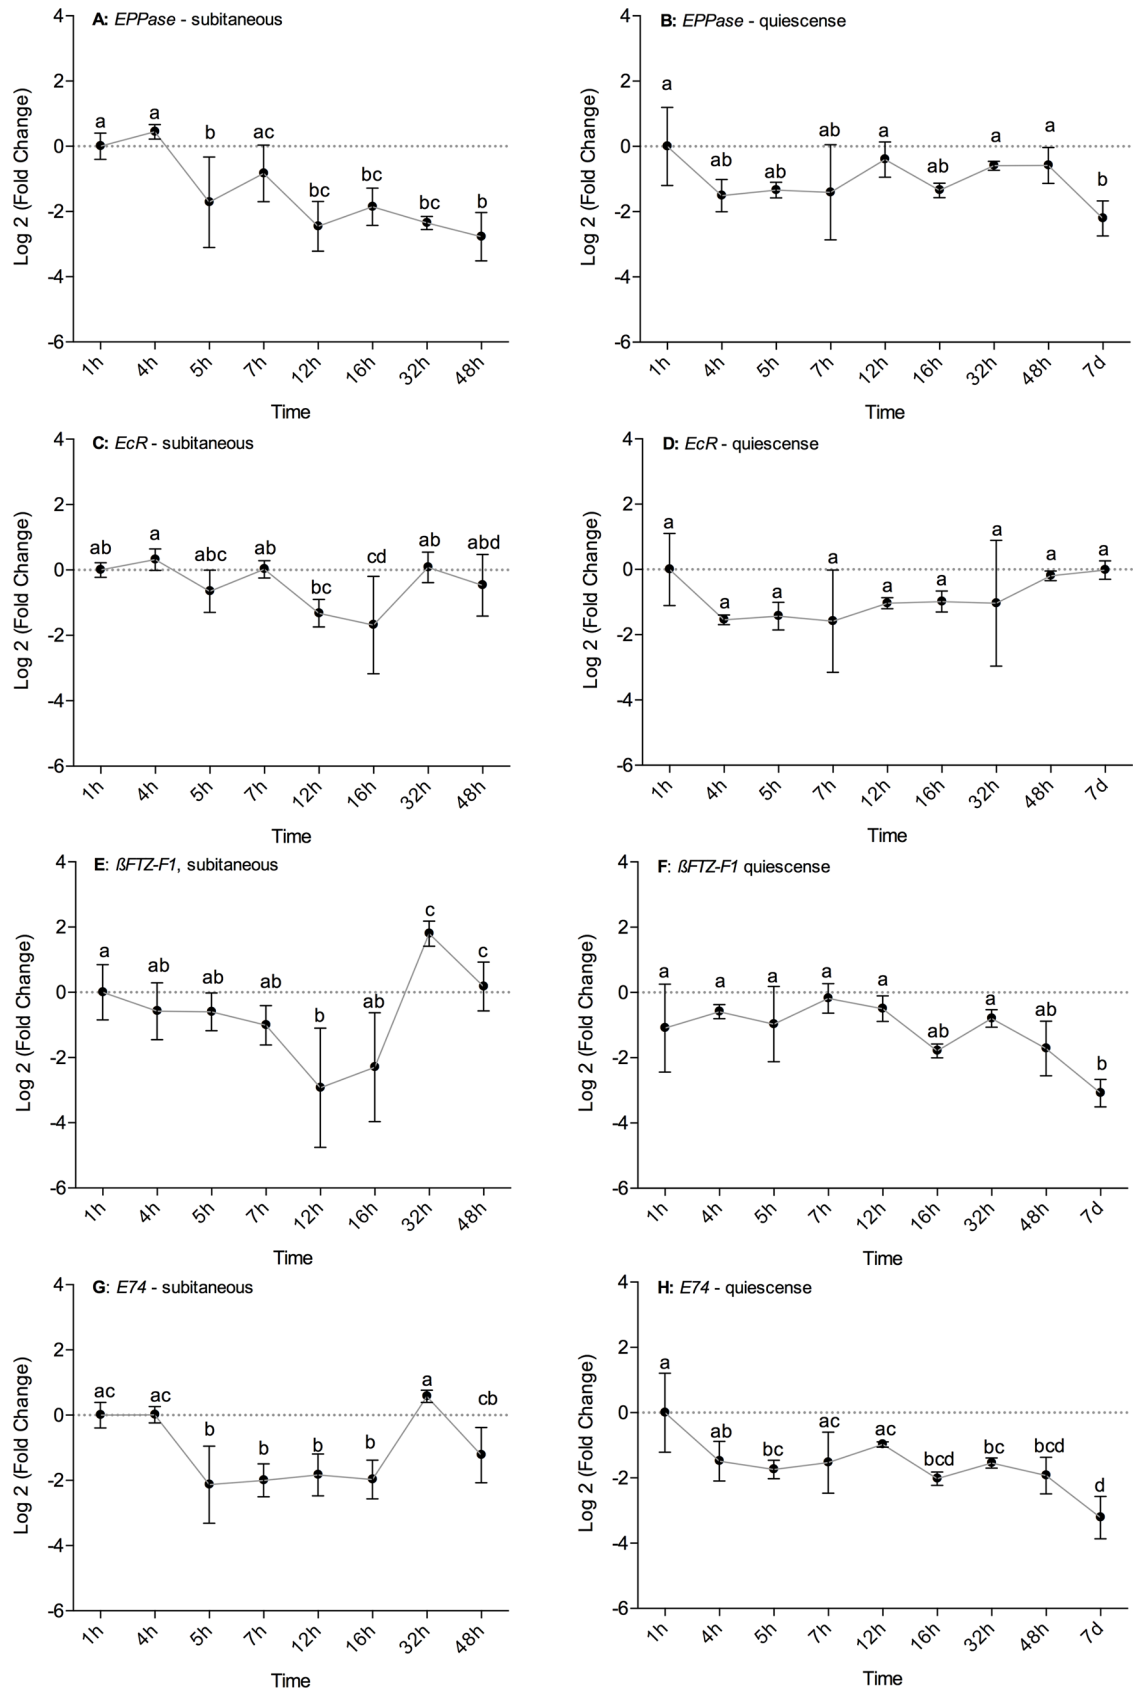 A: EPPase - subitaneous
4
2
0
-2
-4
-6
Log 2 (Fold Change)
a a b ac bc bc bc b
1h 4h 5h 7h 12h 16h 32h 48h
Time
B: EPPase - quiescense
4
2
0
-2
-4
-6
Log 2 (Fold Change)
a ab ab ab a ab a a b
1h 4h 5h 7h 12h 16h 32h 48h 7d
Time
C: EcR - subitaneous
4
2
0
-2
-4
-6
Log 2 (Fold Change)
ab a abc ab bc cd ab abd
1h 4h 5h 7h 12h 16h 32h 48h
Time
D: EcR - quiescense
4
2
0
-2
-4
-6
Log 2 (Fold Change)
a a a a a a a a a
1h 4h 5h 7h 12h 16h 32h 48h 7d
Time
E: ßFTZ-F1, subitaneous
4
2
0
-2
-4
-6
Log 2 (Fold Change)
a ab ab ab b ab c c
1h 4h 5h 7h 12h 16h 32h 48h
Time
F: ßFTZ-F1 quiescense
4
2
0
-2
-4
-6
Log 2 (Fold Change)
a a a a a ab a ab b
1h 4h 5h 7h 12h 16h 32h 48h 7d
Time
G: E74 - subitaneous
4
2
0
-2
-4
-6
Log 2 (Fold Change)
ac ac b b b b a cb
1h 4h 5h 7h 12h 16h 32h 48h
Time
H: E74 - quiescense
4
2
0
-2
-4
-6
Log 2 (Fold Change)
a ab bc ac ac bcd bc bcd d
1h 4h 5h 7h 12h 16h 32h 48h 7d
Time